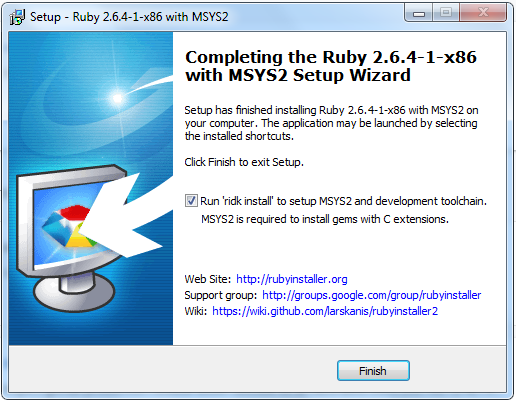 Setup - Ruby 2.6.4-1-x86 with MSYS2
Completing the Ruby 2.6.4-1-x86
with MSYS2 Setup Wizard
Setup has finished installing Ruby 2.6.4-1-x86 with MSYS2 on
your computer. The application may be launched by selecting
the installed shortcuts.
Click Finish to exit Setup.
Run 'ridk install' to setup MSYS2 and development toolchain.
MSYS2 is required to install gems with C extensions.
Web Site: http://rubyinstaller.org
Support group: http://groups.google.com/group/rubyinstaller
Wiki: https://wiki.github.com/larskanis/rubyinstaller2
Finish